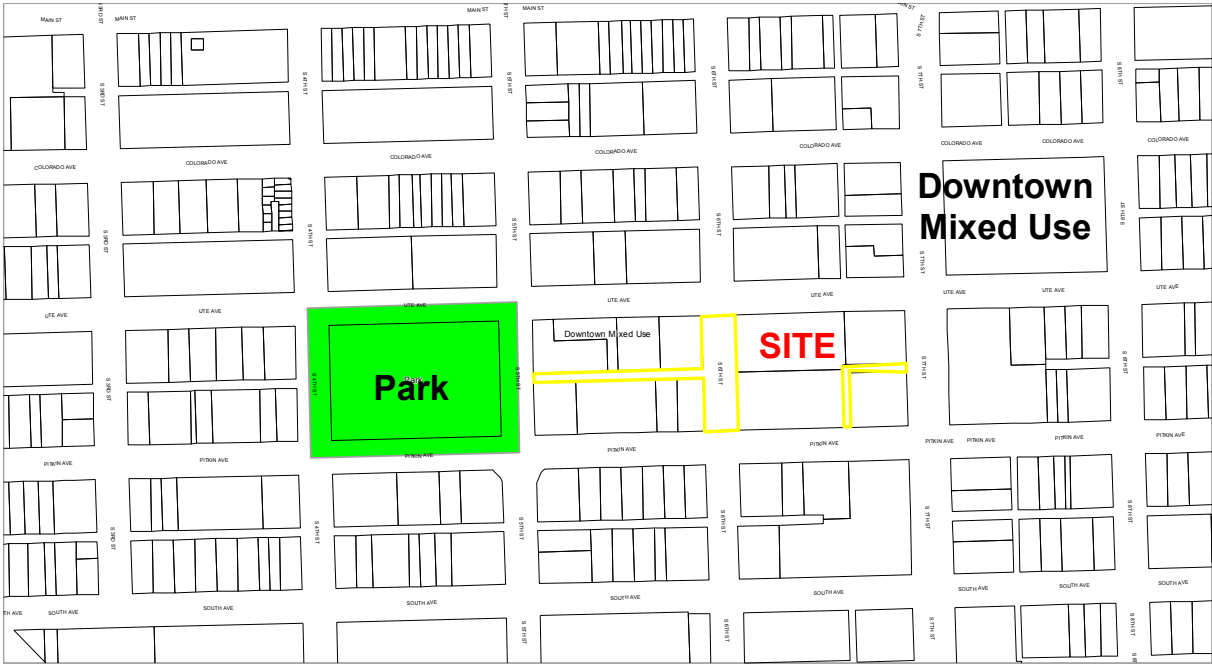 MAIN ST
MAIN ST
MAIN ST
MAIN ST
S 7TH ST
S 3RD ST
S 4TH ST
S 5TH ST
S 6TH ST
S 7TH ST
S 8TH ST
COLORADO AVE
COLORADO AVE
COLORADO AVE
COLORADO AVE
COLORADO AVE
COLORADO AVE
COLORADO AVE
COLORADO AVE
Downtown
Mixed Use
S 3RD ST
S 4TH ST
S 5TH ST
S 6TH ST
S 7TH ST
S 8TH ST
UTE AVE
UTE AVE
UTE AVE
UTE AVE
UTE AVE
UTE AVE
UTE AVE
UTE AVE
Downtown Mixed Use
SITE
Park
Park
S 3RD ST
S 4TH ST
S 5TH ST
S 6TH ST
S 7TH ST
S 8TH ST
PITKIN AVE
PITKIN AVE
PITKIN AVE
PITKIN AVE
PITKIN AVE
PITKIN AVE
PITKIN AVE
PITKIN AVE
PITKIN AVE
S 3RD ST
S 4TH ST
S 5TH ST
S 6TH ST
S 7TH ST
S 8TH ST
TH AVE
SOUTH AVE
SOUTH AVE
SOUTH AVE
SOUTH AVE
SOUTH AVE
SOUTH AVE
SOUTH AVE
SOUTH AVE
S 5TH ST
S 6TH ST
S 7TH ST
S 8TH ST